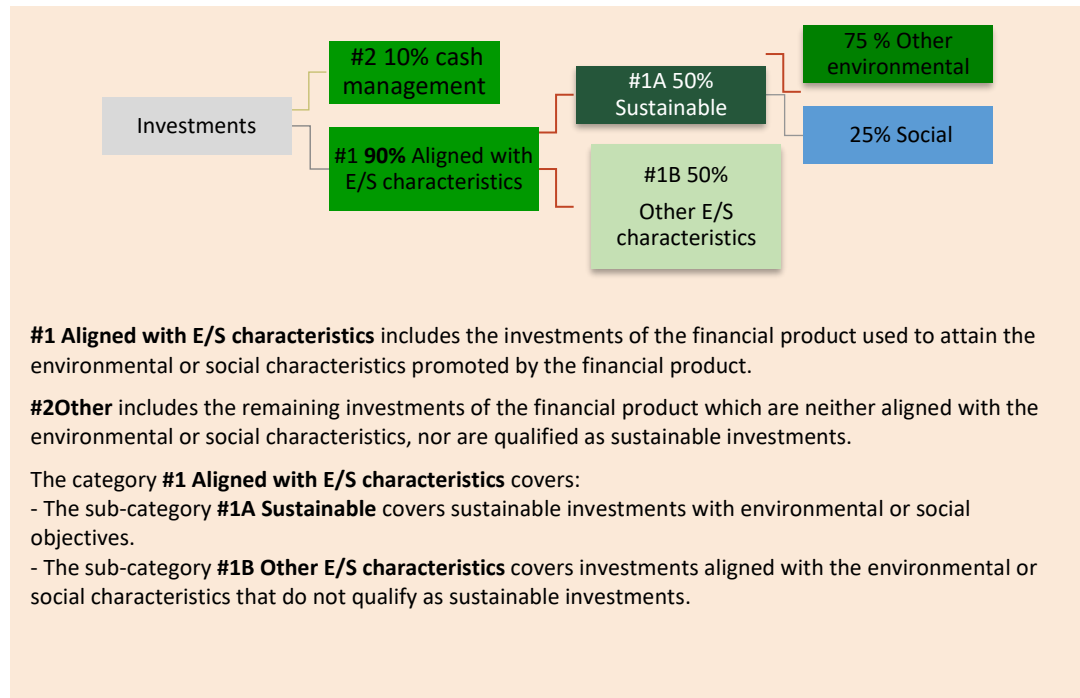 Investments
#2 10% cash
management
#1 90% Aligned with
E/S characteristics
#1A 50%
Sustainable
#1B 50%
Other E/S
characteristics
75 % Other
environmental
25% Social
#1 Aligned with E/S characteristics includes the investments of the financial product used to attain the
environmental or social characteristics promoted by the financial product.
#2Other includes the remaining investments of the financial product which are neither aligned with the
environmental or social characteristics, nor are qualified as sustainable investments.
The category #1 Aligned with E/S characteristics covers:
- The sub-category #1A Sustainable covers sustainable investments with environmental or social
objectives.
- The sub-category #1B Other E/S characteristics covers investments aligned with the environmental or
social characteristics that do not qualify as sustainable investments.